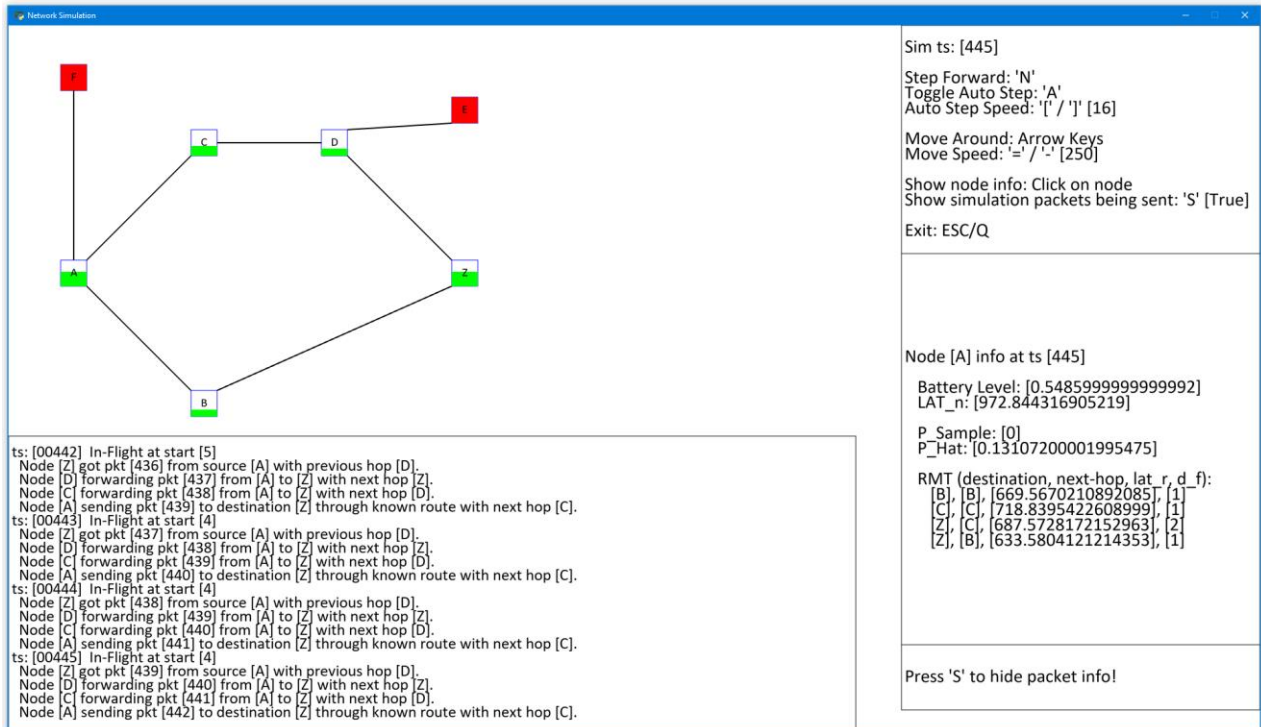 Network Simulation
F
E
C
D
A
Z
B
Sim ts: [445]
Step Forward: 'N'
Toggle Auto Step: 'A'
Auto Step Speed: '[' / ']' [16]
Move Around: Arrow Keys
Move Speed: '=' / '-' [250]
Show node info: Click on node
Show simulation packets being sent: 'S' [True]
Exit: ESC/Q
Node [A] info at ts [445]
Battery Level: [0.5485999999999992]
LAT_n: [972.844316905219]
P_Sample: [0]
P_Hat: [0.13107200001995475]
RMT (destination, next-hop, lat_r, d_f):
[B], [B], [669.5670210892085], [1]
[C], [C], [718.8395422608999], [1]
[Z], [C], [687.5728172152963], [2]
[Z], [B], [633.5804121214353], [1]
Press 'S' to hide packet info!
ts: [00442] In-Flight at start [5]
Node [Z] got pkt [436] from source [A] with previous hop [D].
Node [D] forwarding pkt [437] from [A] to [Z] with next hop [Z].
Node [C] forwarding pkt [438] from [A] to [Z] with next hop [D].
Node [A] sending pkt [439] to destination [Z] through known route with next hop [C].
ts: [00443] In-Flight at start [4]
Node [Z] got pkt [437] from source [A] with previous hop [D].
Node [D] forwarding pkt [438] from [A] to [Z] with next hop [Z].
Node [C] forwarding pkt [439] from [A] to [Z] with next hop [D].
Node [A] sending pkt [440] to destination [Z] through known route with next hop [C].
ts: [00444] In-Flight at start [4]
Node [Z] got pkt [438] from source [A] with previous hop [D].
Node [D] forwarding pkt [439] from [A] to [Z] with next hop [Z].
Node [C] forwarding pkt [440] from [A] to [Z] with next hop [D].
Node [A] sending pkt [441] to destination [Z] through known route with next hop [C].
ts: [00445] In-Flight at start [4]
Node [Z] got pkt [439] from source [A] with previous hop [D].
Node [D] forwarding pkt [440] from [A] to [Z] with next hop [Z].
Node [C] forwarding pkt [441] from [A] to [Z] with next hop [D].
Node [A] sending pkt [442] to destination [Z] through known route with next hop [C].